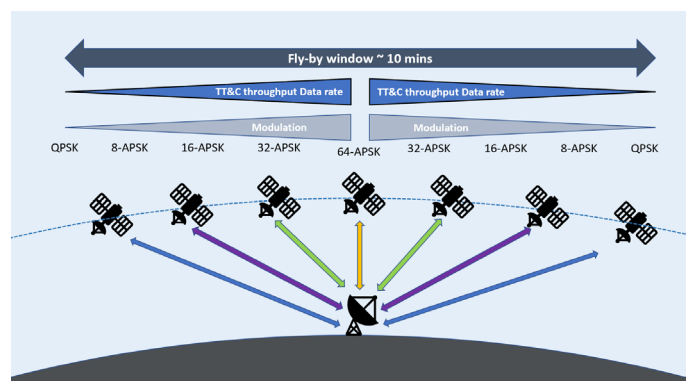 Fly-by window ~ 10 mins
TT&C throughput Data rate TT&C throughput Data rate
Modulation Modulation
QPSK 8-APSK 16-APSK 32-APSK 64-APSK 32-APSK 16-APSK 8-APSK QPSK